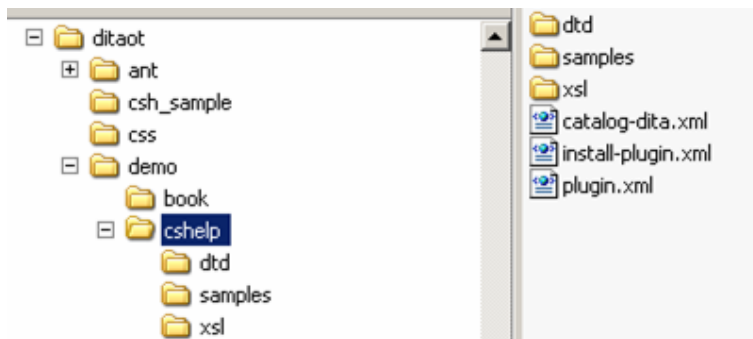 ditaot
ant
csh_sample
css
demo
book
cshelp
dtd
samples
xsl
dtd
samples
xsl
catalog-dita.xml
install-plugin.xml
plugin.xml